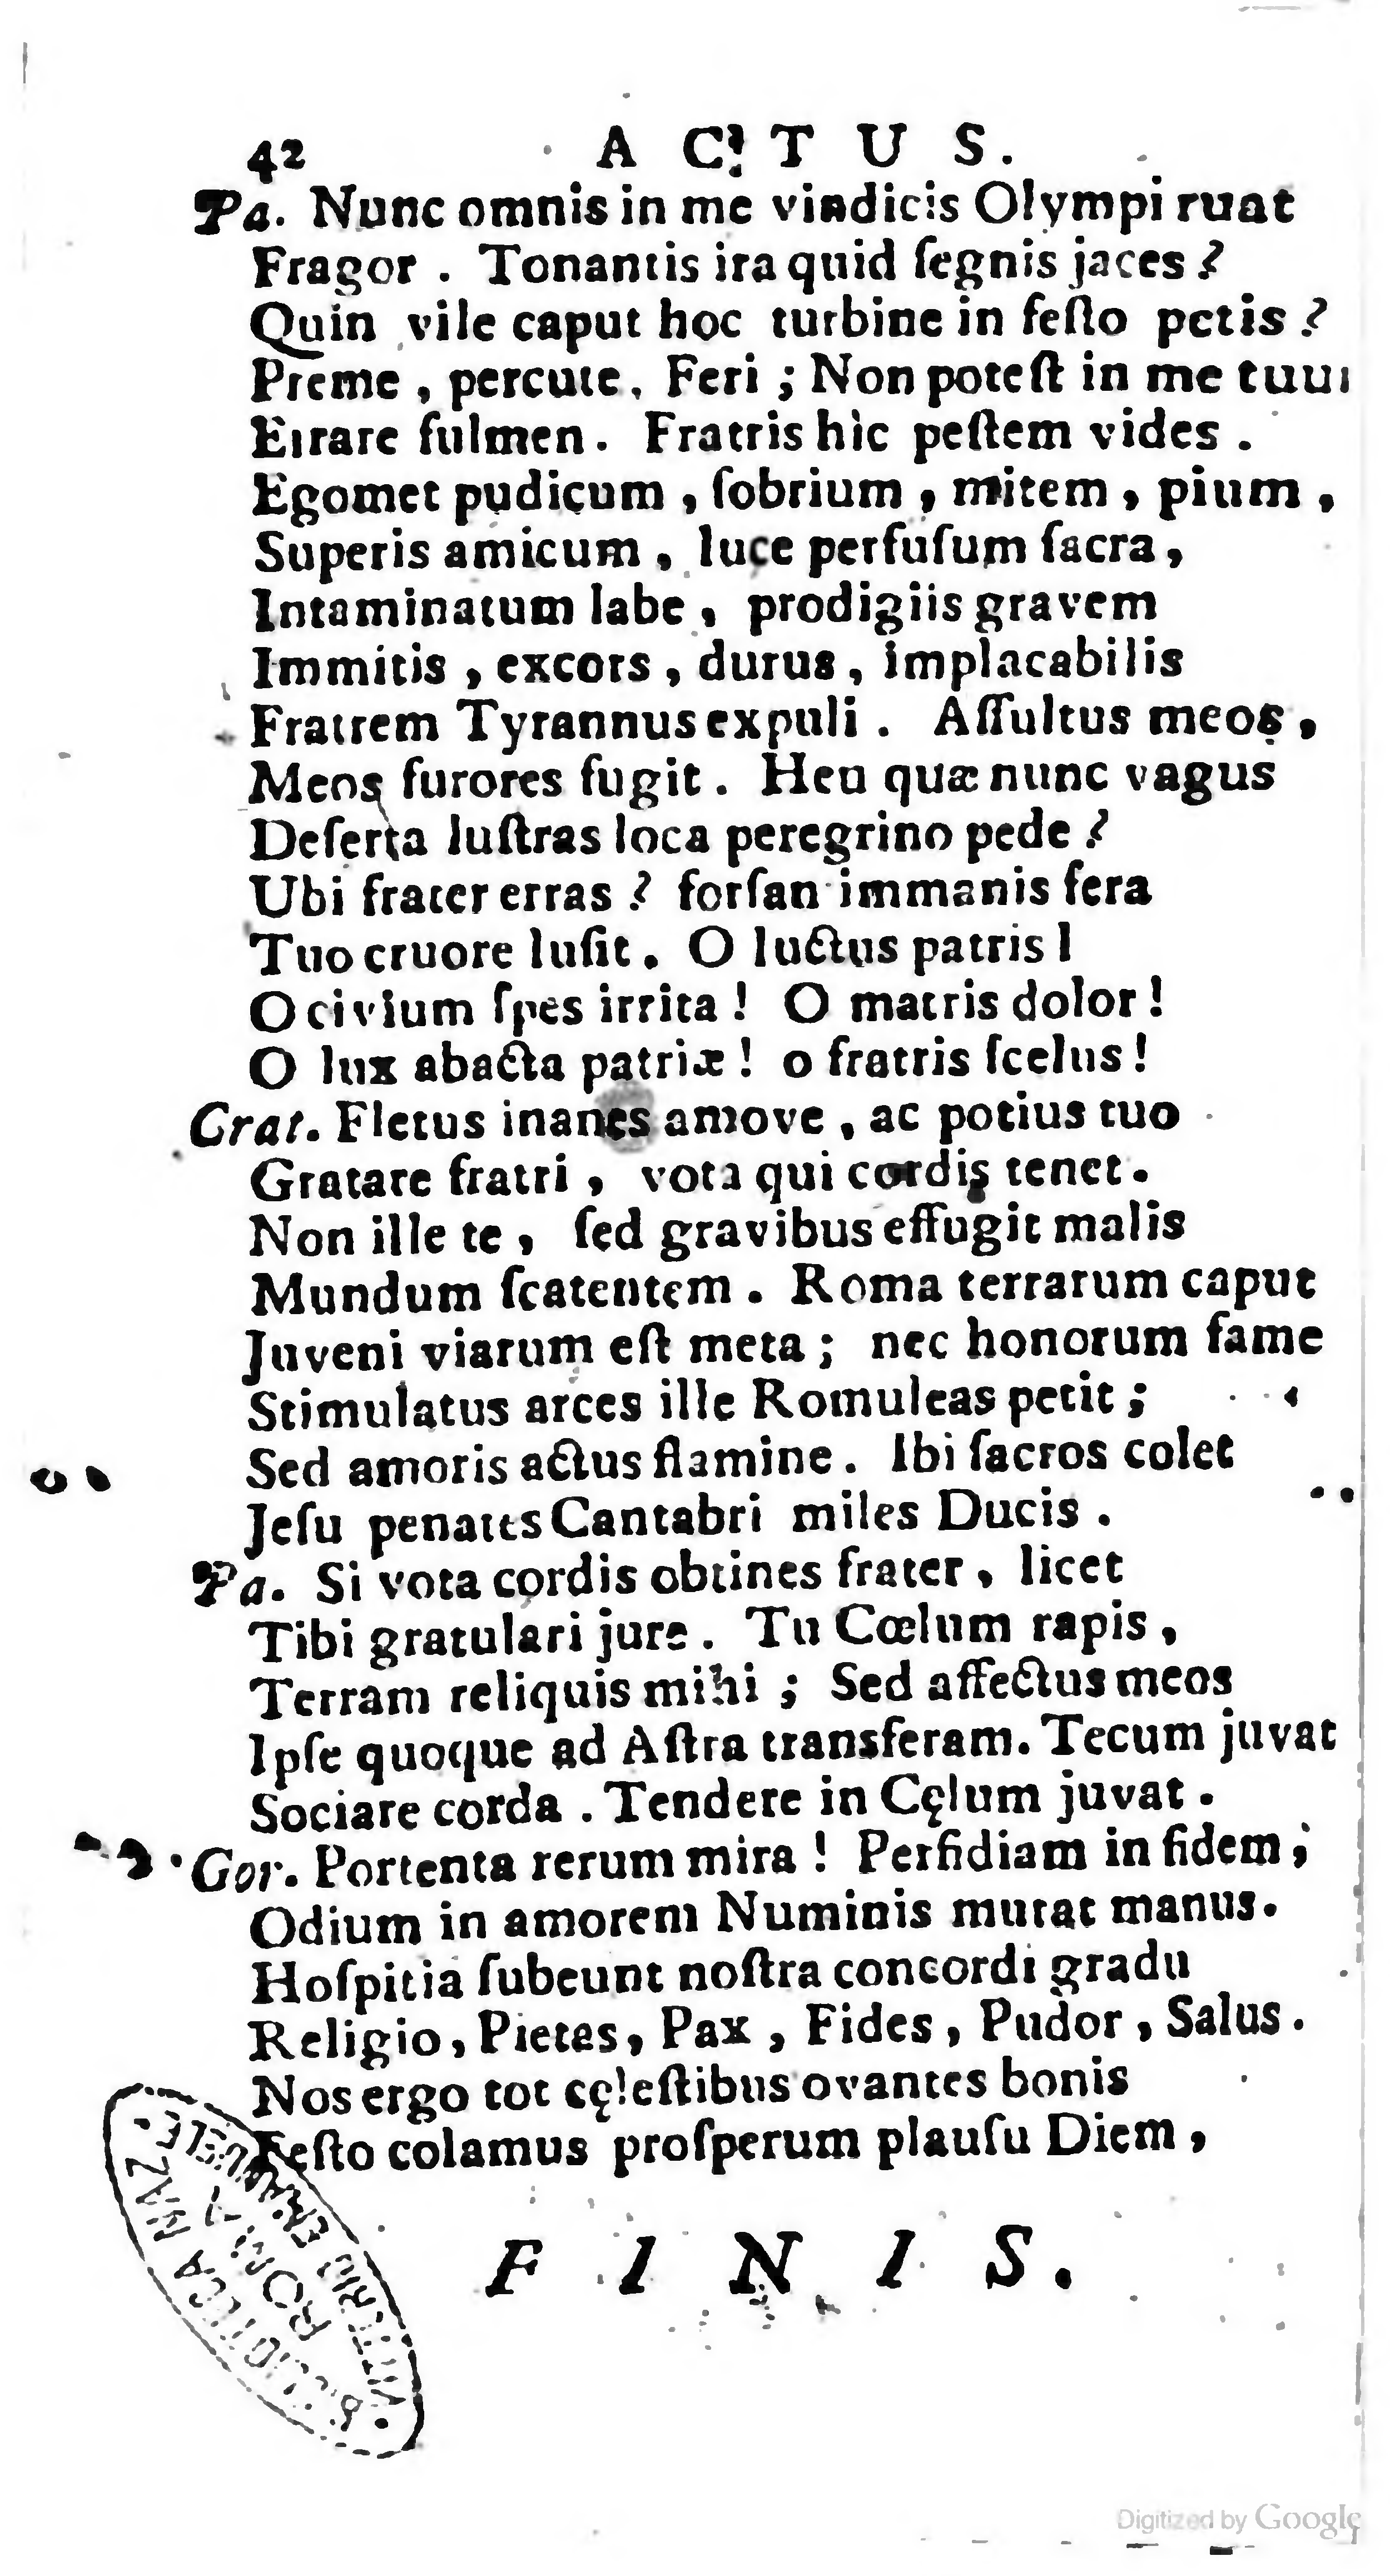 42 ACTUS.
Pa. Nunc omnis in me vindicis Olympi ruat
Fragor . Tonantis ira quid ſegnis jaces ?
Quin vile caput hoc turbine in feſto petis ?
Preme , percute, Feri ; Non poteſt in me tuum
Errare fulmen. Fratris hìc peſtem vides .
Egomet pudicum , ſobrium , mitem , pium ,
Superis amicum , luce perfuſum ſacra ,
Intaminatum labe , prodigiis gravem
Immitis , excors , durus , implacabilis
Fratrem Tyrannus expuli . Aſſultus meos ,
Meos furores fugit . Heu quæ nunc vagus
Deſerta luſtras loca peregrino pede ?
Ubi frater erras ? forſan immanis fera
Tuo cruore luſit . O luctus patris !
O civium ſpes irrita ! O matris dolor !
O lux abacta patriæ ! o fratris ſcelus !
Crat. Fletus inanes amove , ac potius tuo
Gratare fratri , vota qui cordis tenet .
Non ille te , ſed gravibus effugit malis
Mundum ſcatentem . Roma terrarum caput
Juveni viarum eſt meta ; nec honorum fame
Stimulatus arces ille Romuleas petit ;
Sed amoris actus flamine . Ibi ſacros colet
Jeſu penates Cantabri miles Ducis .
Pa. Si vota cordis obtines frater , licet
Tibi gratulari jure . Tu Cœlum rapis ,
Terram reliquis mihi ; Sed affectus meos
Ipſe quoque ad Aſtra transferam. Tecum juvat
Sociare corda . Tendere in Cęlum juvat .
Gor. Portenta rerum mira ! Perfidiam in fidem ;
Odium in amorem Numinis mutat manus.
Hoſpitia ſubeunt noſtra concordi gradu
Religio, Pietas, Pax , Fides , Pudor , Salus .
Nos ergo tot cęleſtibus ovantes bonis
Feſto colamus proſperum plauſu Diem ,
FINIS.
BIBLIOTECA NAZ
ROMA
VITTORIO EMANUELE
Digitized by Google